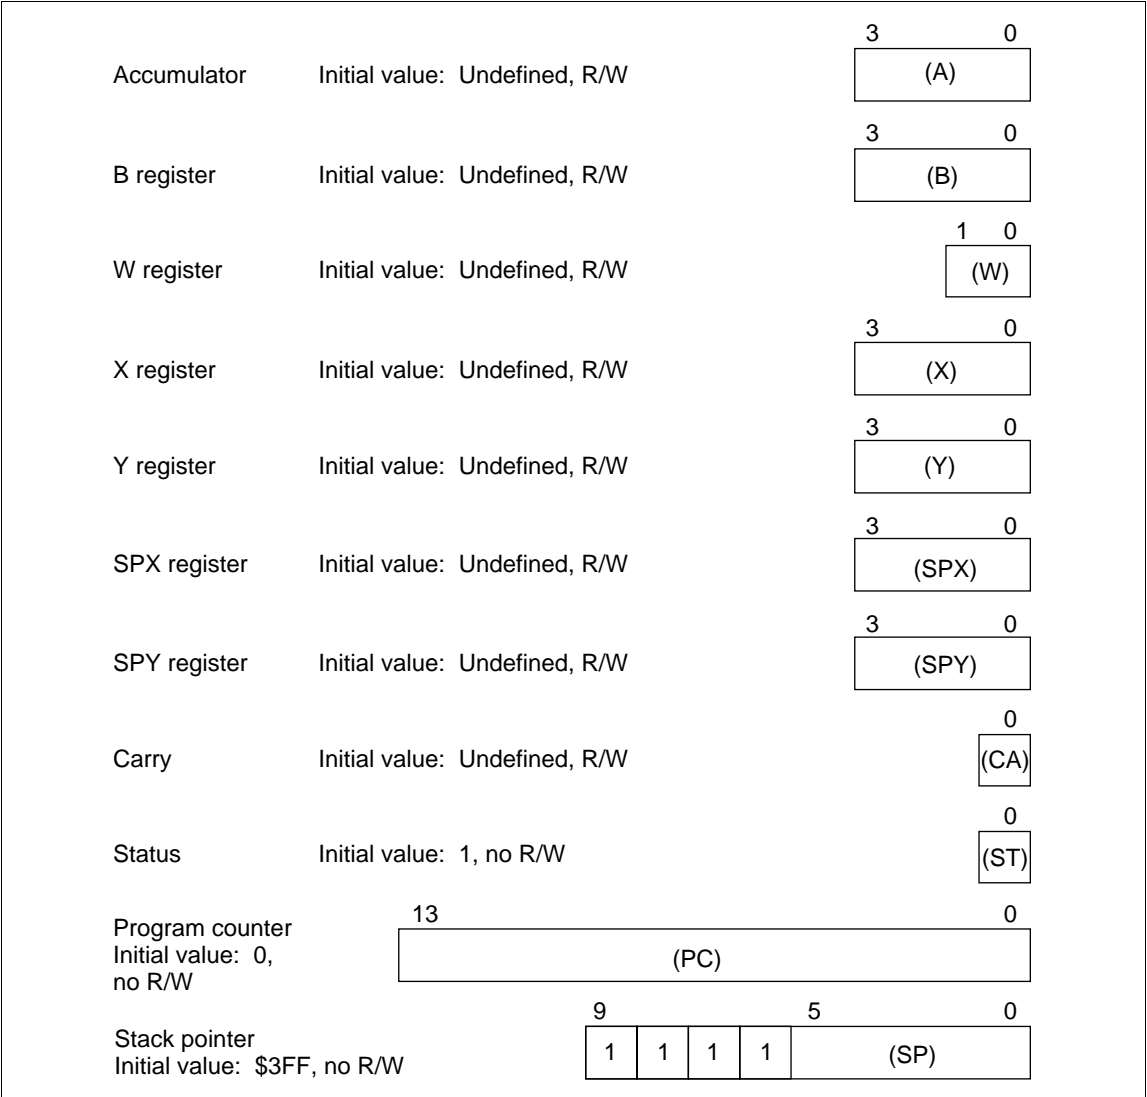 3 0
Accumulator Initial value: Undefined, R/W (A)
3 0
B register Initial value: Undefined, R/W (B)
1 0
W register Initial value: Undefined, R/W (W)
3 0
X register Initial value: Undefined, R/W (X)
3 0
Y register Initial value: Undefined, R/W (Y)
3 0
SPX register Initial value: Undefined, R/W (SPX)
3 0
SPY register Initial value: Undefined, R/W (SPY)
0
Carry Initial value: Undefined, R/W (CA)
0
Status Initial value: 1, no R/W (ST)
13 0
Program counter
Initial value: 0,
no R/W
(PC)
9 5 0
Stack pointer
Initial value: $3FF, no R/W
1 1 1 1 (SP)